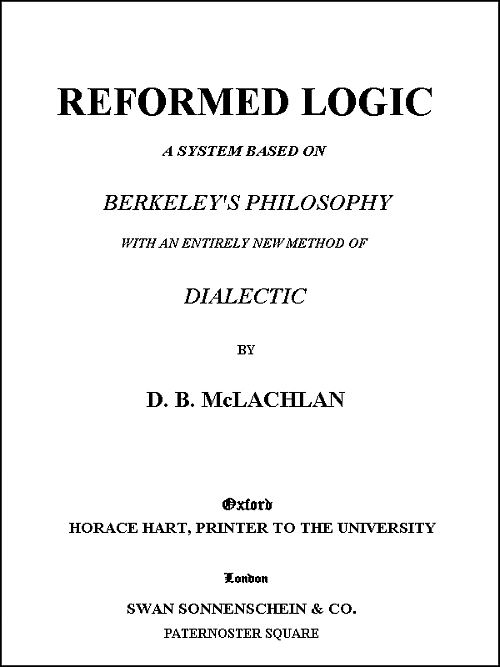 REFORMED LOGIC
A SYSTEM BASED ON
BERKELEY'S PHILOSOPHY
WITH AN ENTIRELY NEW METHOD OF
DIALECTIC
BY
D. B. McLACHLAN
Oxford
HORACE HART, PRINTER TO THE UNIVERSITY
London
SWAN SONNENSCHEIN & CO.
PATERNOSTER SQUARE